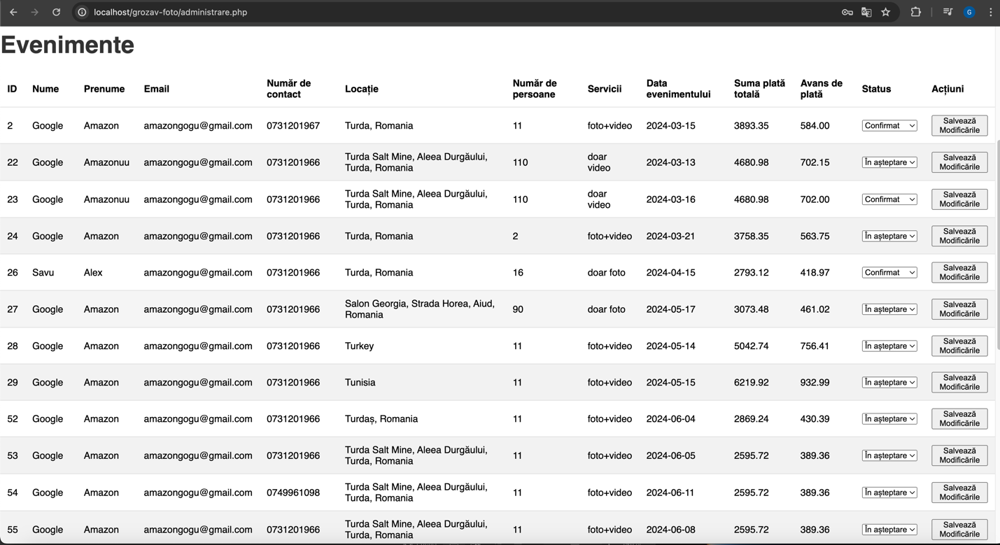 localhost/grozav-foto/administrare.php
G
Evenimente
ID Nume Prenume Email Număr de contact Locație Număr de persoane Servicii Data evenimentului Suma plată totală Avans de plată Status Acțiuni
2 Google Amazon amazongogu@gmail.com 0731201967 Turda, Romania 11 foto+video 2024-03-15 3893.35 584.00 Confirmat Salvează Modificările
22 Google Amazonuu amazongogu@gmail.com 0731201966 Turda Salt Mine, Aleea Durgăului, Turda, Romania 110 doar video 2024-03-13 4680.98 702.15 În așteptare Salvează Modificările
23 Google Amazonuu amazongogu@gmail.com 0731201966 Turda Salt Mine, Aleea Durgăului, Turda, Romania 110 doar video 2024-03-16 4680.98 702.00 Confirmat Salvează Modificările
24 Google Amazon amazongogu@gmail.com 0731201966 Turda, Romania 2 foto+video 2024-03-21 3758.35 563.75 În așteptare Salvează Modificările
26 Savu Alex amazongogu@gmail.com 0731201966 Turda, Romania 16 doar foto 2024-04-15 2793.12 418.97 Confirmat Salvează Modificările
27 Google Amazon amazongogu@gmail.com 0731201966 Salon Georgia, Strada Horea, Aiud, Romania 90 doar foto 2024-05-17 3073.48 461.02 În așteptare Salvează Modificările
28 Google Amazon amazongogu@gmail.com 0731201966 Turkey 11 foto+video 2024-05-14 5042.74 756.41 În așteptare Salvează Modificările
29 Google Amazon amazongogu@gmail.com 0731201966 Tunisia 11 foto+video 2024-05-15 6219.92 932.99 În așteptare Salvează Modificările
52 Google Amazon amazongogu@gmail.com 0731201966 Turdaș, Romania 11 foto+video 2024-06-04 2869.24 430.39 În așteptare Salvează Modificările
53 Google Amazon amazongogu@gmail.com 0731201966 Turda Salt Mine, Aleea Durgăului, Turda, Romania 11 foto+video 2024-06-05 2595.72 389.36 În așteptare Salvează Modificările
54 Google Amazon amazongogu@gmail.com 0749961098 Turda Salt Mine, Aleea Durgăului, Turda, Romania 11 foto+video 2024-06-11 2595.72 389.36 În așteptare Salvează Modificările
55 Google Amazon amazongogu@gmail.com 0731201966 Turda Salt Mine, Aleea Durgăului, Turda, Romania 11 foto+video 2024-06-08 2595.72 389.36 În așteptare Salvează Modificările